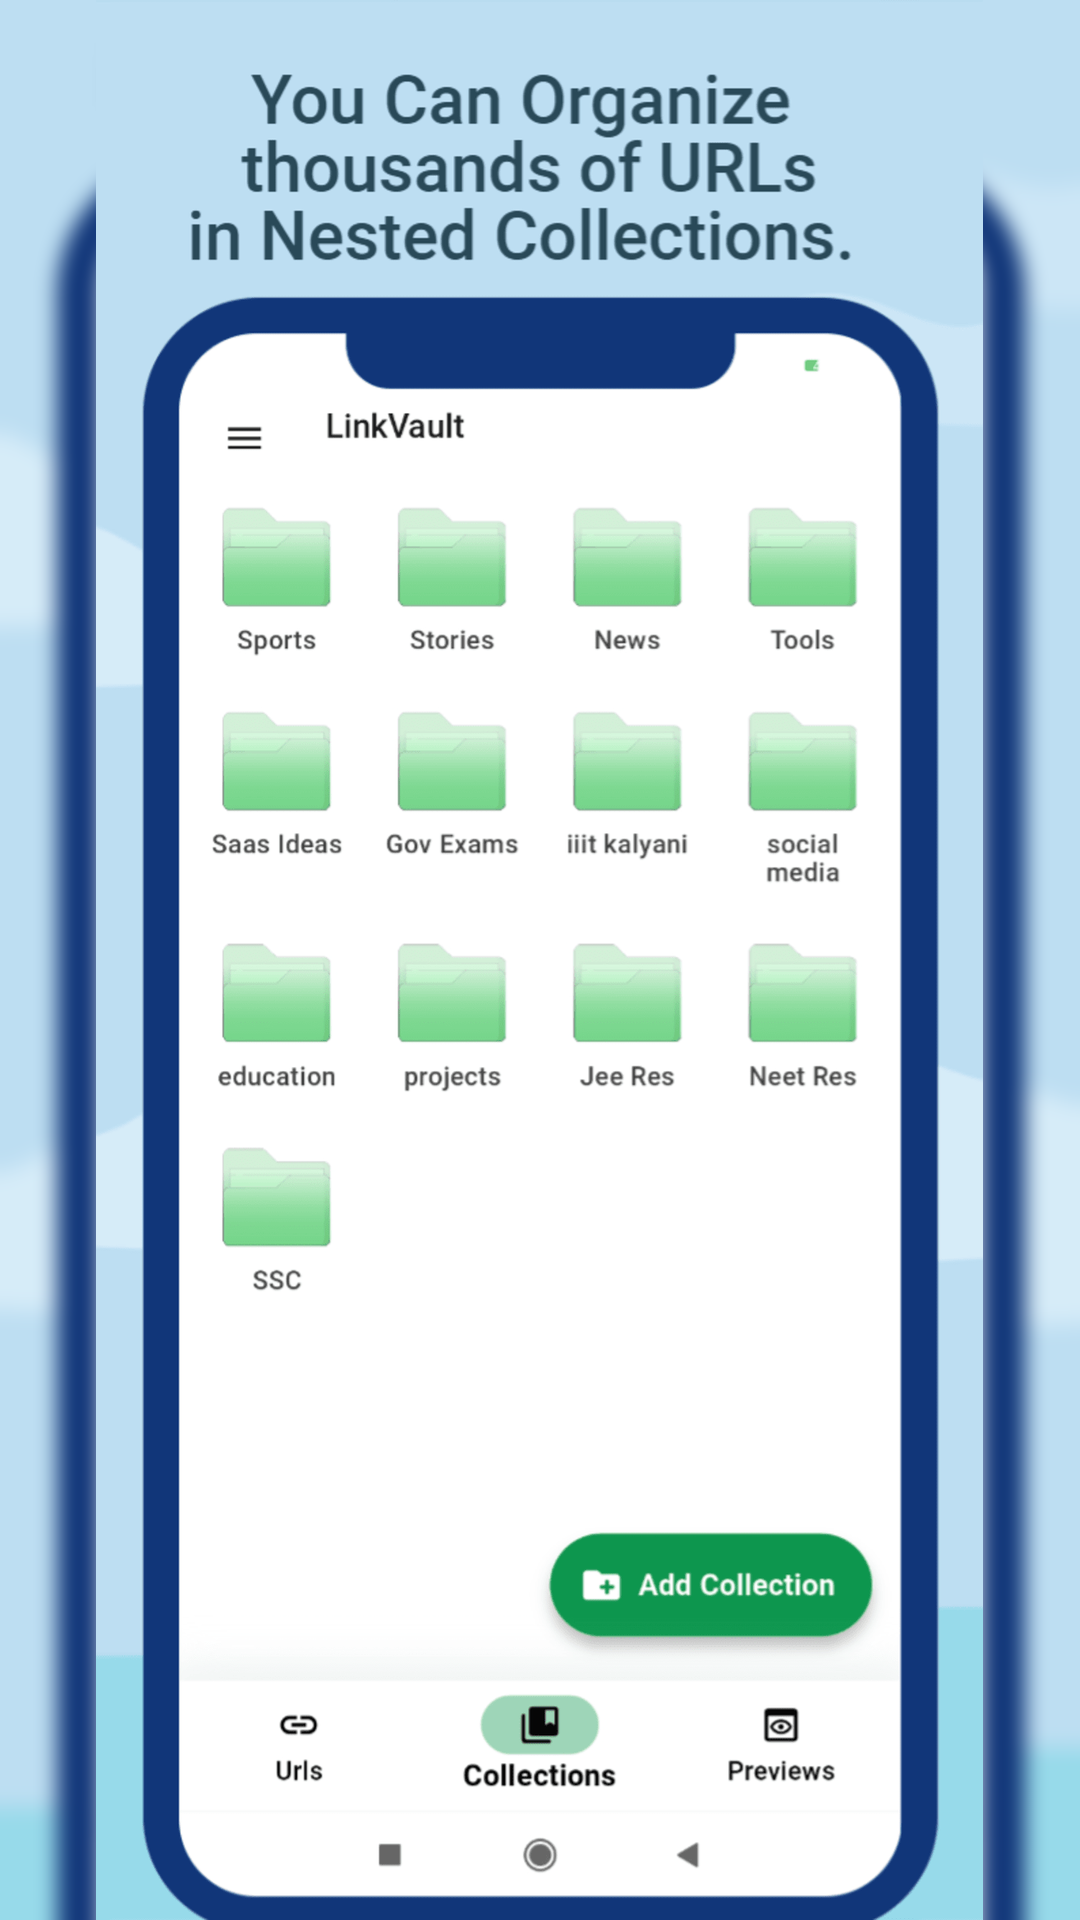 You Can Organize
thousands of URLs
in Nested Collections.
LinkVault
Sports Stories News Tools
Saas Ideas Gov Exams iiit kalyani social
media
education projects Jee Res Neet Res
SSC
Add Collection
Urls Collections Previews